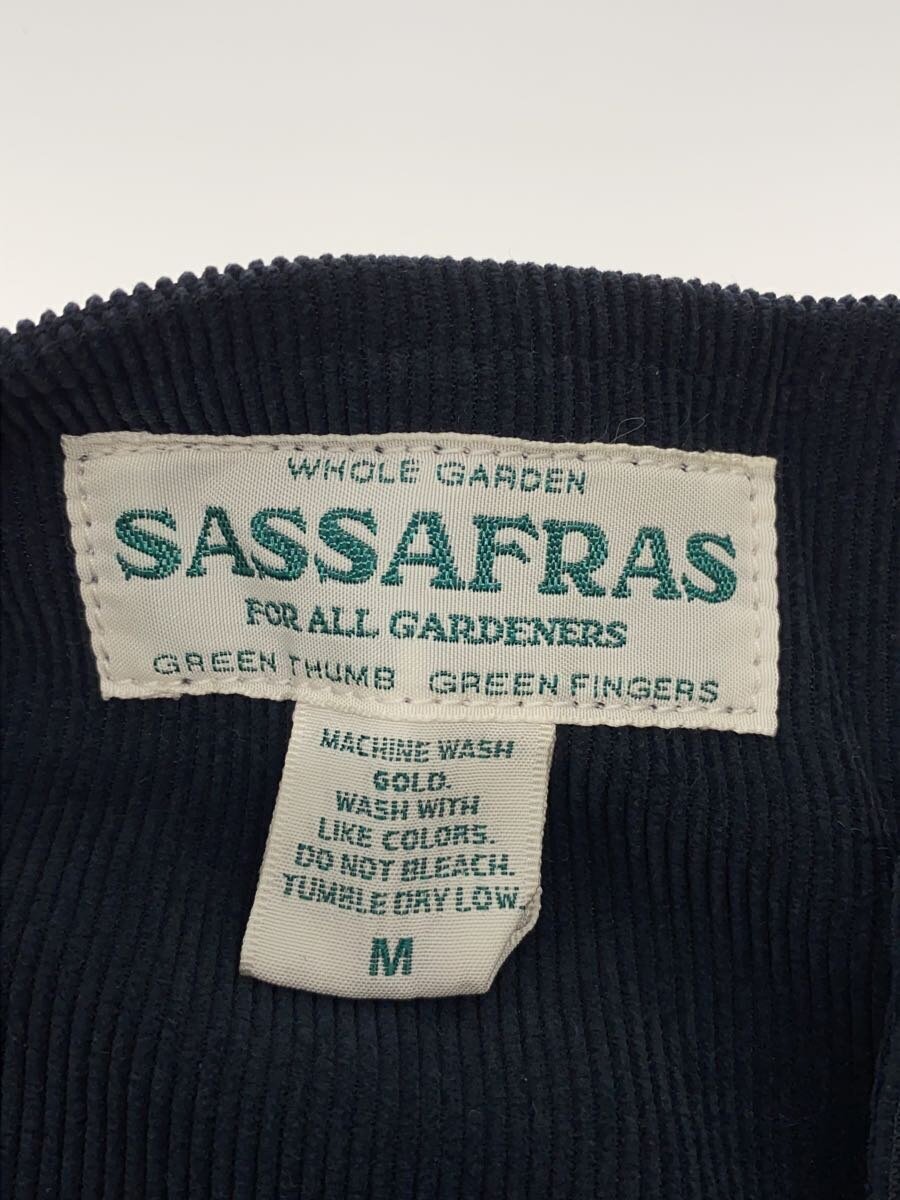 WHOLE GARDEN
SASSAFRAS
FOR ALL GARDENERS
GREEN THUMB GREEN FINGERS
MACHINE WASH
GOLD.
WASH WITH
LIKE COLORS.
DO NOT BLEACH.
TUMBLE DRY LOW.
M